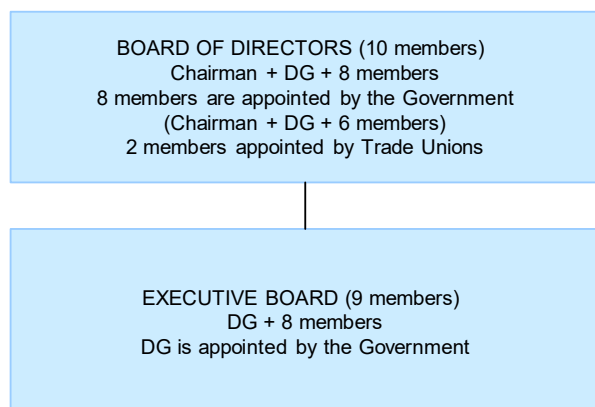 BOARD OF DIRECTORS (10 members)
Chairman + DG + 8 members
8 members are appointed by the Government
(Chairman + DG + 6 members)
2 members appointed by Trade Unions
EXECUTIVE BOARD (9 members)
DG + 8 members
DG is appointed by the Government